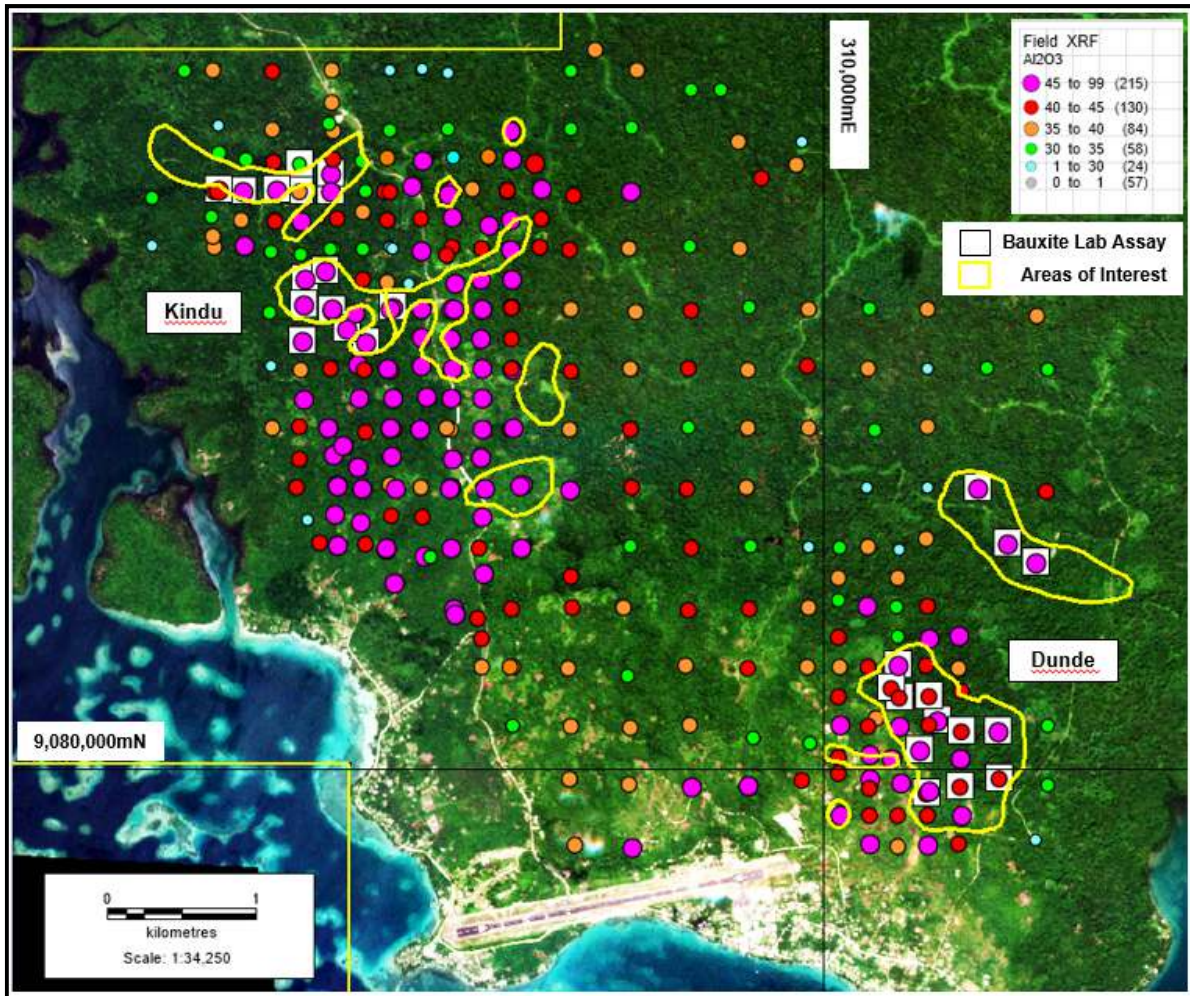 310,000mE
Field XRF
Al2O3
45 to 99 (215)
40 to 45 (130)
35 to 40 (84)
30 to 35 (58)
1 to 30 (24)
0 to 1 (57)
Bauxite Lab Assay
Areas of Interest
Kindu
Dunde
9,080,000mN
0 1
kilometres
Scale: 1:34,250